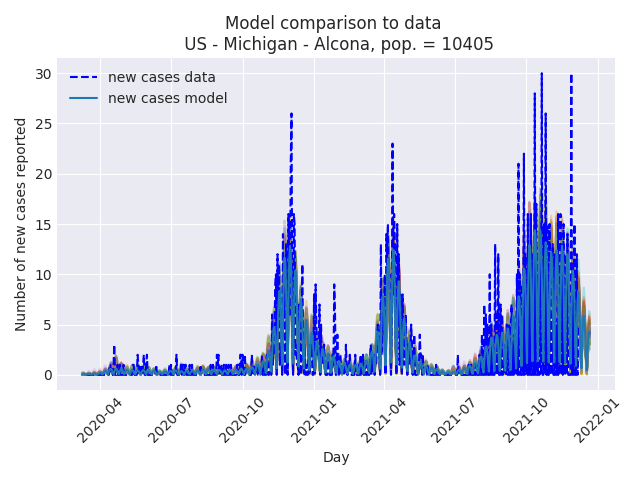 Model comparison to data
US - Michigan - Alcona, pop. = 10405
new cases data
new cases model
Number of new cases reported
30
25
20
15
10
5
0
2020-04
2020-07
2020-10
2021-01
2021-04
2021-07
2021-10
2022-01
Day